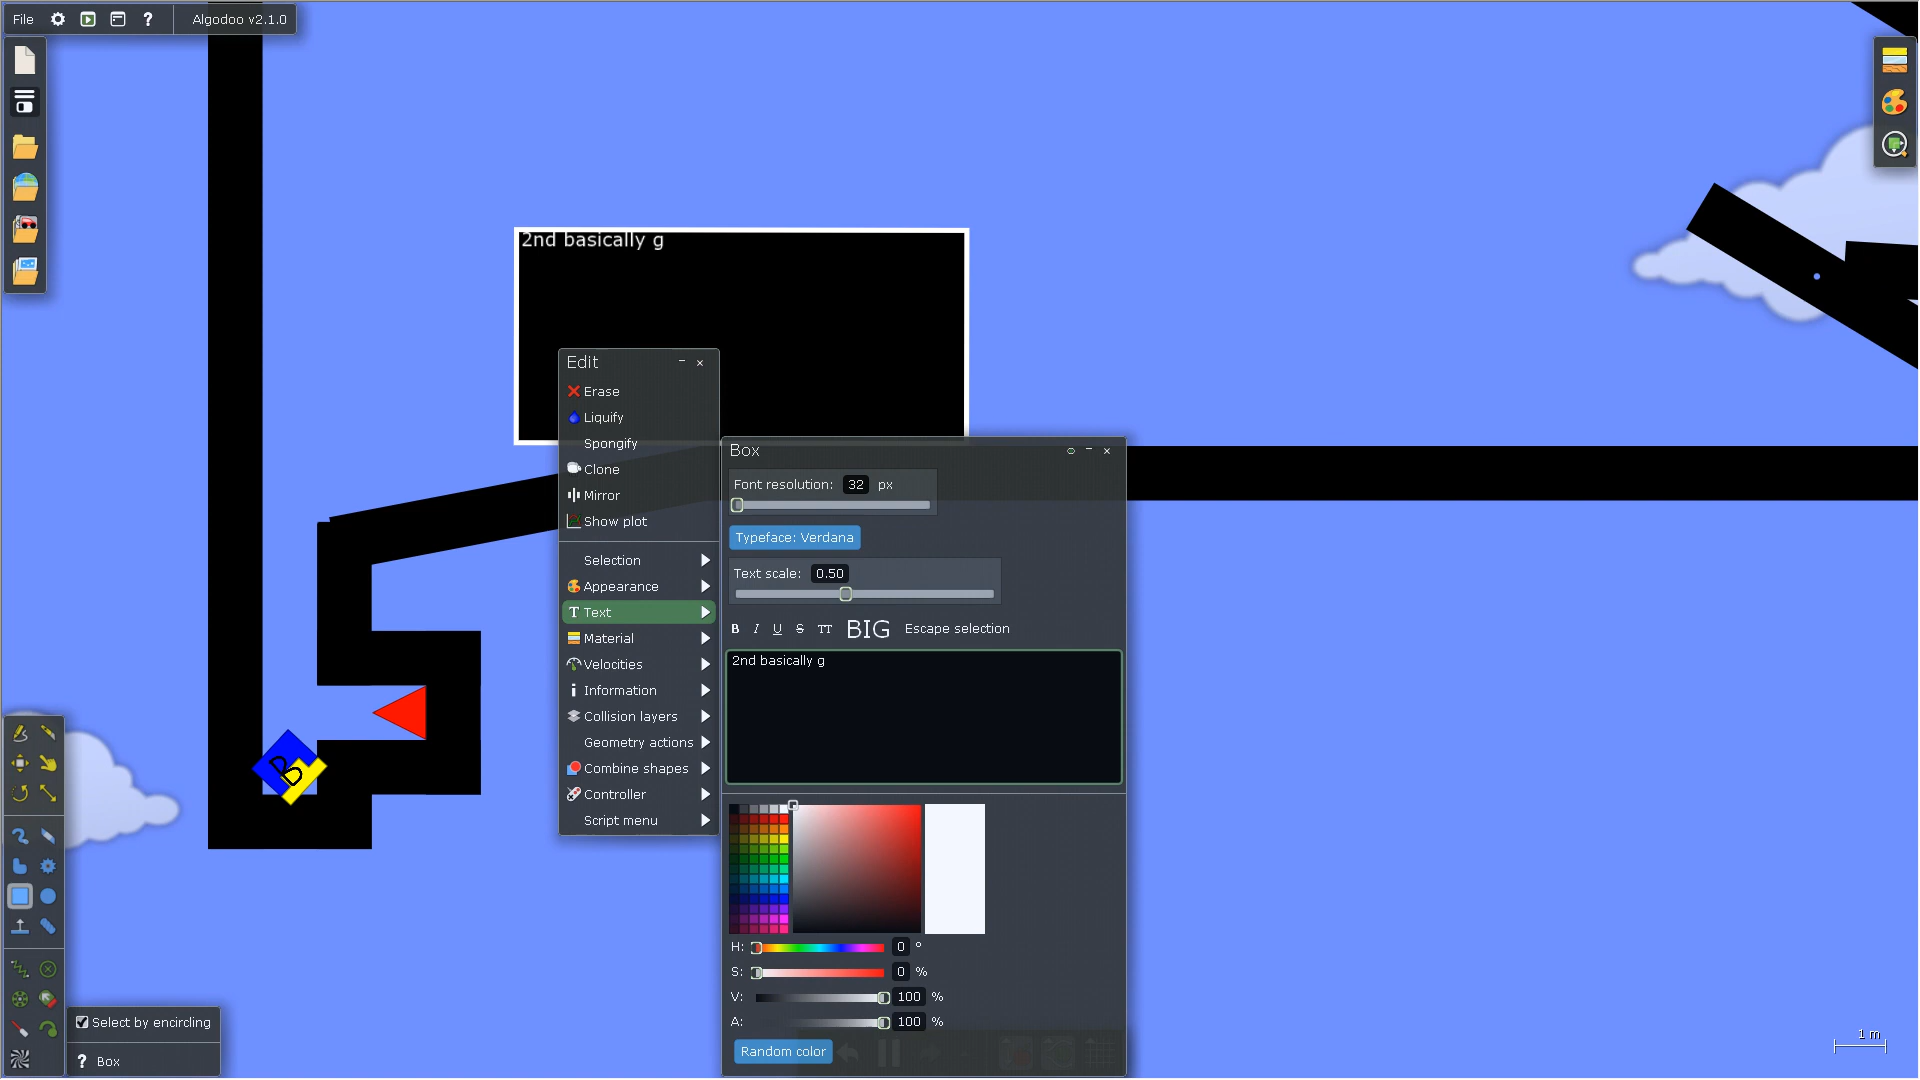 File ? Algodoo v2.1.0
2nd basically g
Edit
Erase
Liquify
Spongify
Clone
Mirror
Show plot
Selection
Appearance
T Text
Material
Velocities
Information
Collision layers
Geometry actions
Combine shapes
Controller
Script menu
Box
Font resolution: 32 px
Typeface: Verdana
Text scale: 0.50
B I U S TT BIG Escape selection
2nd basically g
H: 0 °
S: 0 %
V: 100 %
A: 100 %
Random color
B
Select by encircling
? Box
1 m